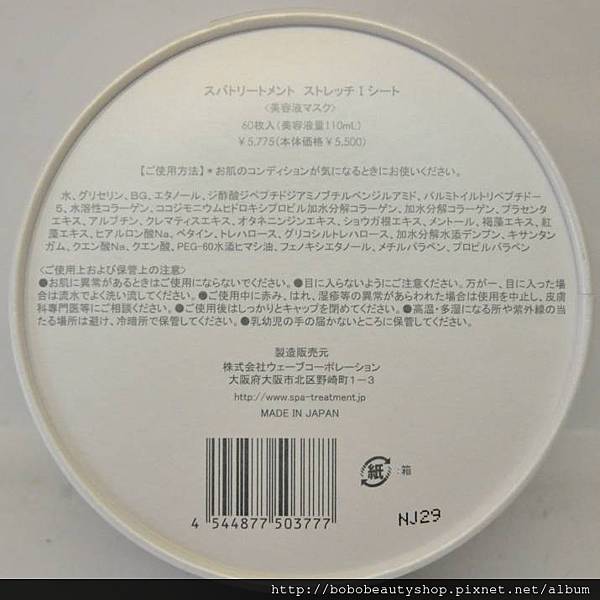 スパトリートメント ストレッチ I シート
〈美容液マスク〉
60枚入(美容液量110mL)
￥5,775(本体価格￥5,500)
【ご使用方法】*お肌のコンディションが気になるときにお使いください。
水、グリセリン、BG、エタノール、ジ酢酸ジペプチドジアミノブチルベンジルアミド、パルミトイルトリペプチド－
5、水溶性コラーゲン、ココジモニウムヒドロキシプロピル加水分解コラーゲン、加水分解コラーゲン、プラセンタ
エキス、アルブチン、クレマティスエキス、オタネニンジンエキス、ショウガ根エキス、メントール、褐藻エキス、紅
藻エキス、ヒアルロン酸Na、ベタイン、トレハロース、グリコシルトレハロース、加水分解水添デンプン、キサンタン
ガム、クエン酸Na、クエン酸、PEG-60水添ヒマシ油、フェノキシエタノール、メチルパラベン、プロピルパラベン
〈ご使用上および保管上の注意〉
●お肌に異常があるときはご使用にならないでください。●目に入らないようにご注意ください。万が一、目に入った場合
は流水でよく洗い流してください。●ご使用中に赤み、はれ、湿疹等の異常があらわれた場合は使用を中止し、皮膚
科専門医等にご相談ください。●ご使用後はしっかりとキャップを閉めてください。●高温・多湿になる所や紫外線の当
たる場所は避け、冷暗所で保管してください。●乳幼児の手の届かないところに保管してください。
製造販売元
株式会社ウェーブコーポレーション
大阪府大阪市北区野崎町1－3
http://www.spa-treatment.jp
MADE IN JAPAN
紙 :箱
4 544877 503777
NJ29
http://bobobeautyshop.pixnet.net/album